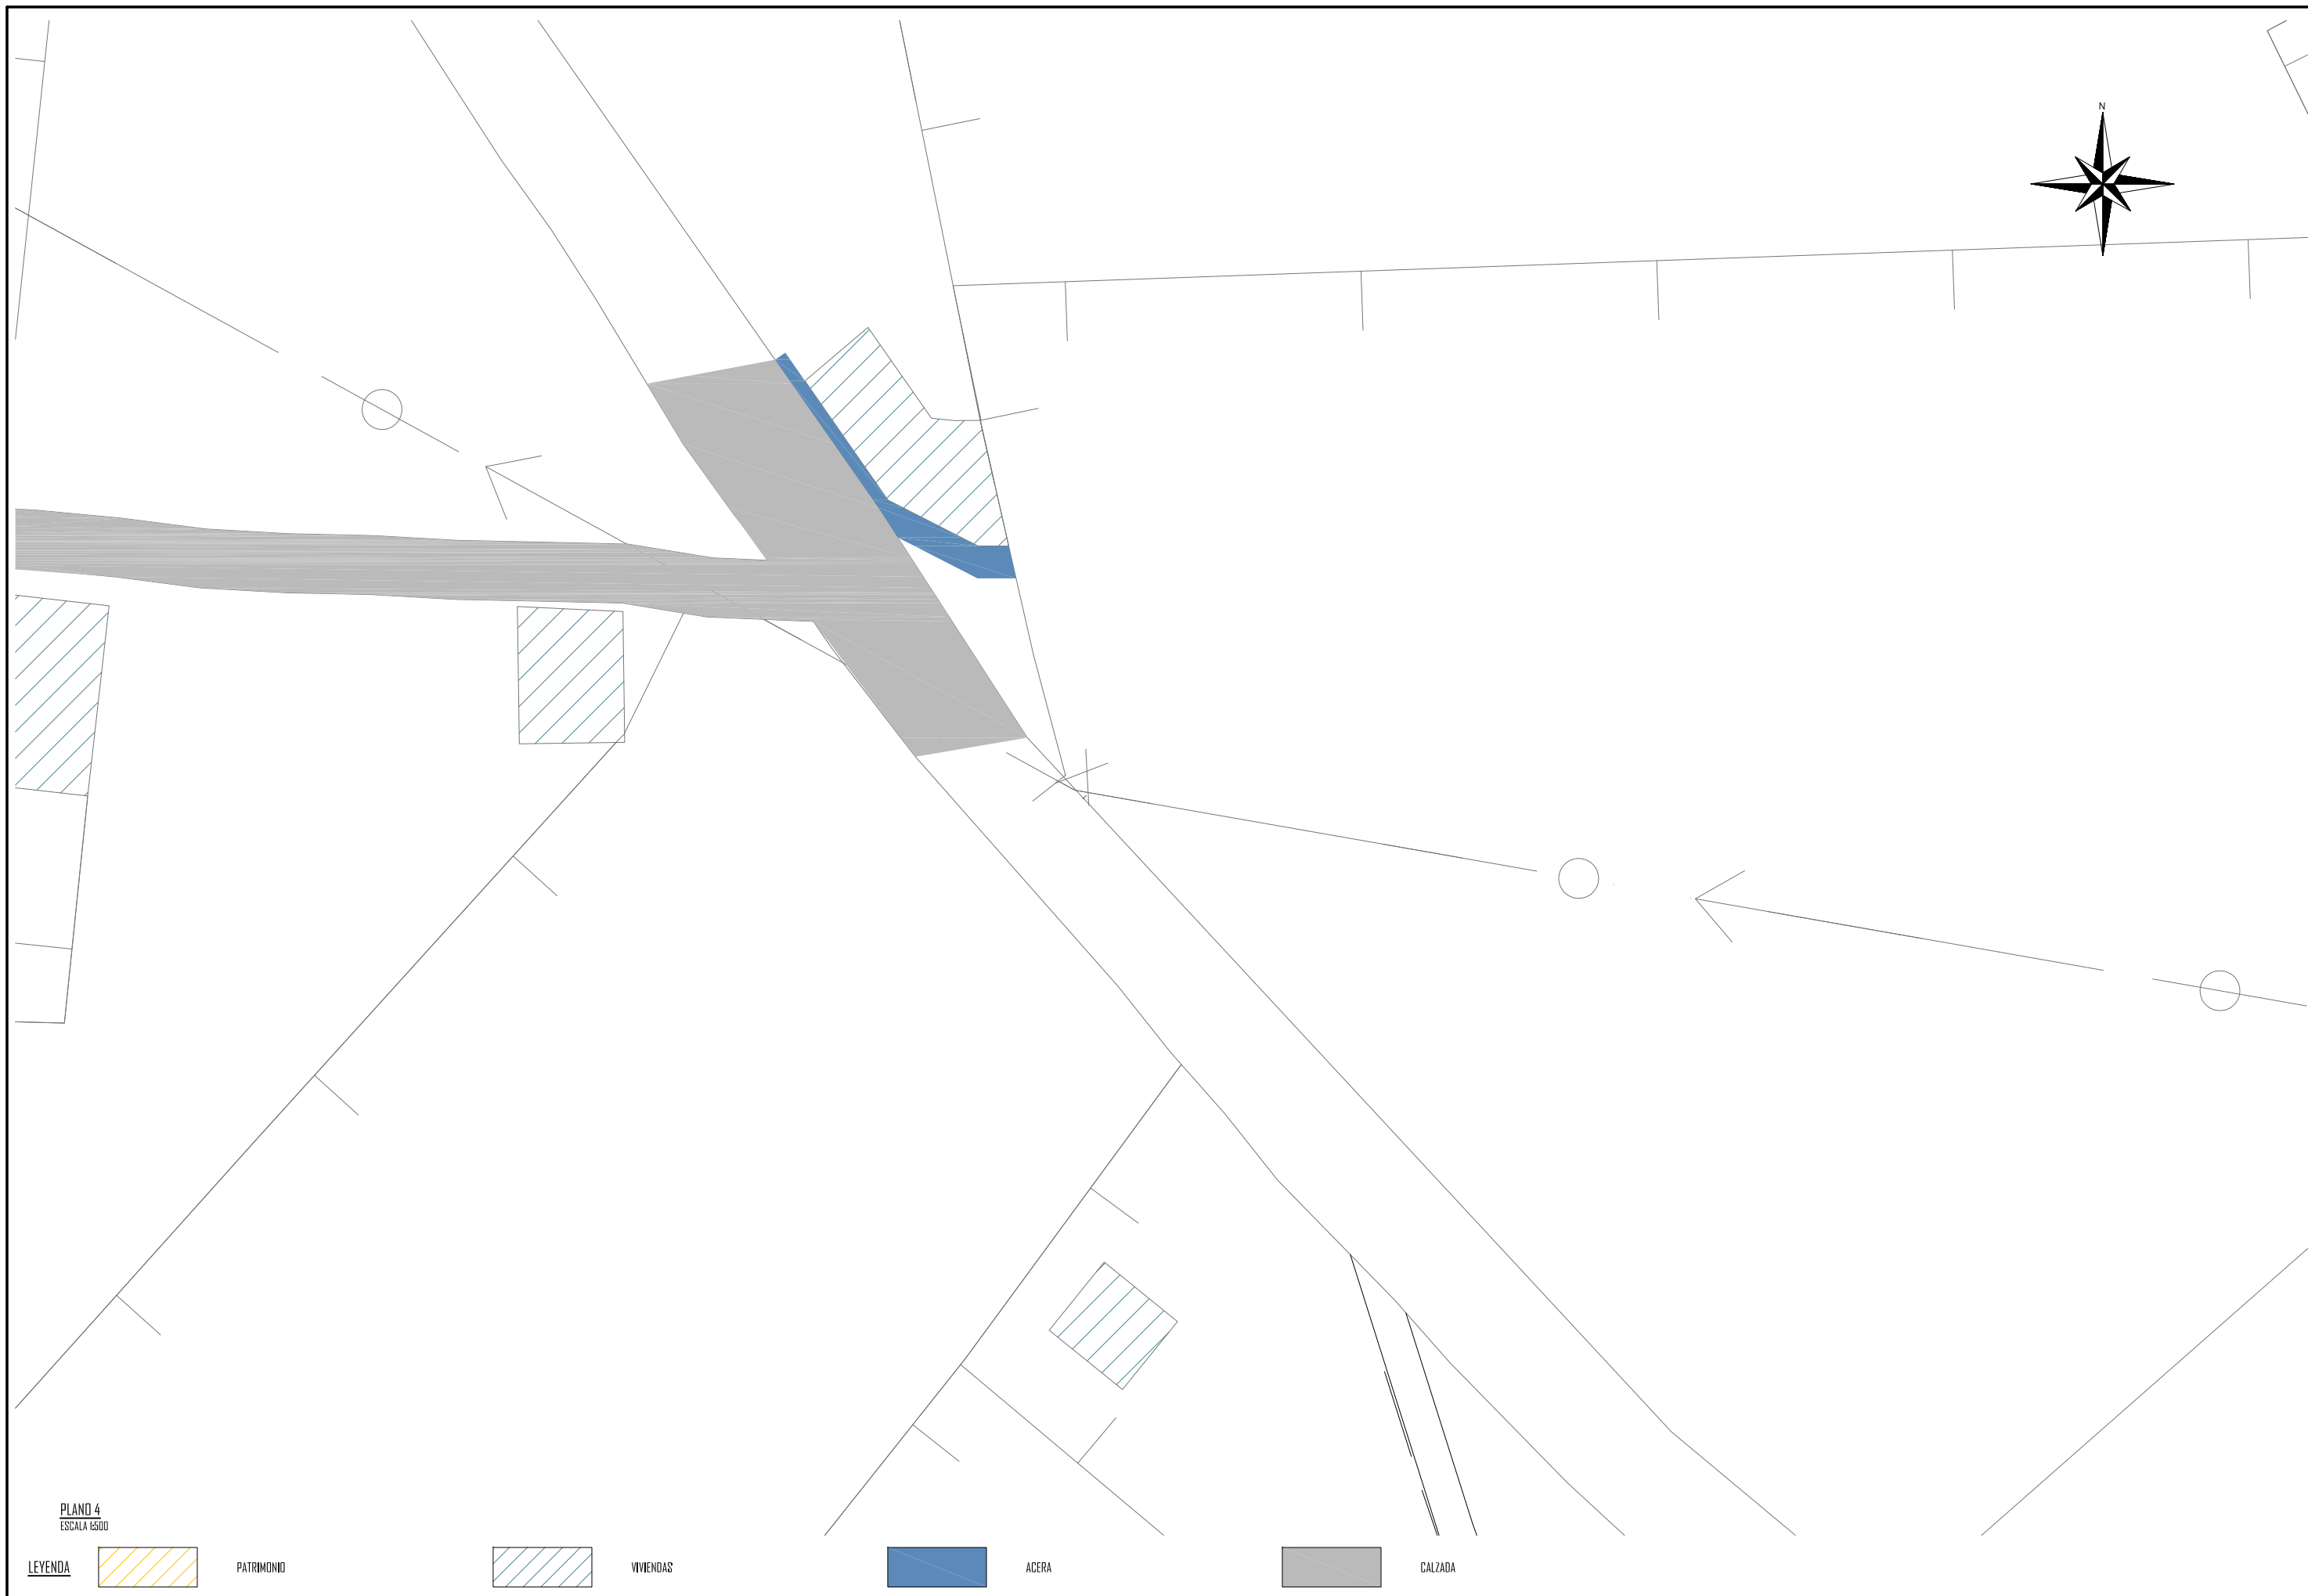 N
PLANO 4
ESCALA 1:500
LEYENDA
PATRIMONIO
VIVIENDAS
ACERA
CALZADA